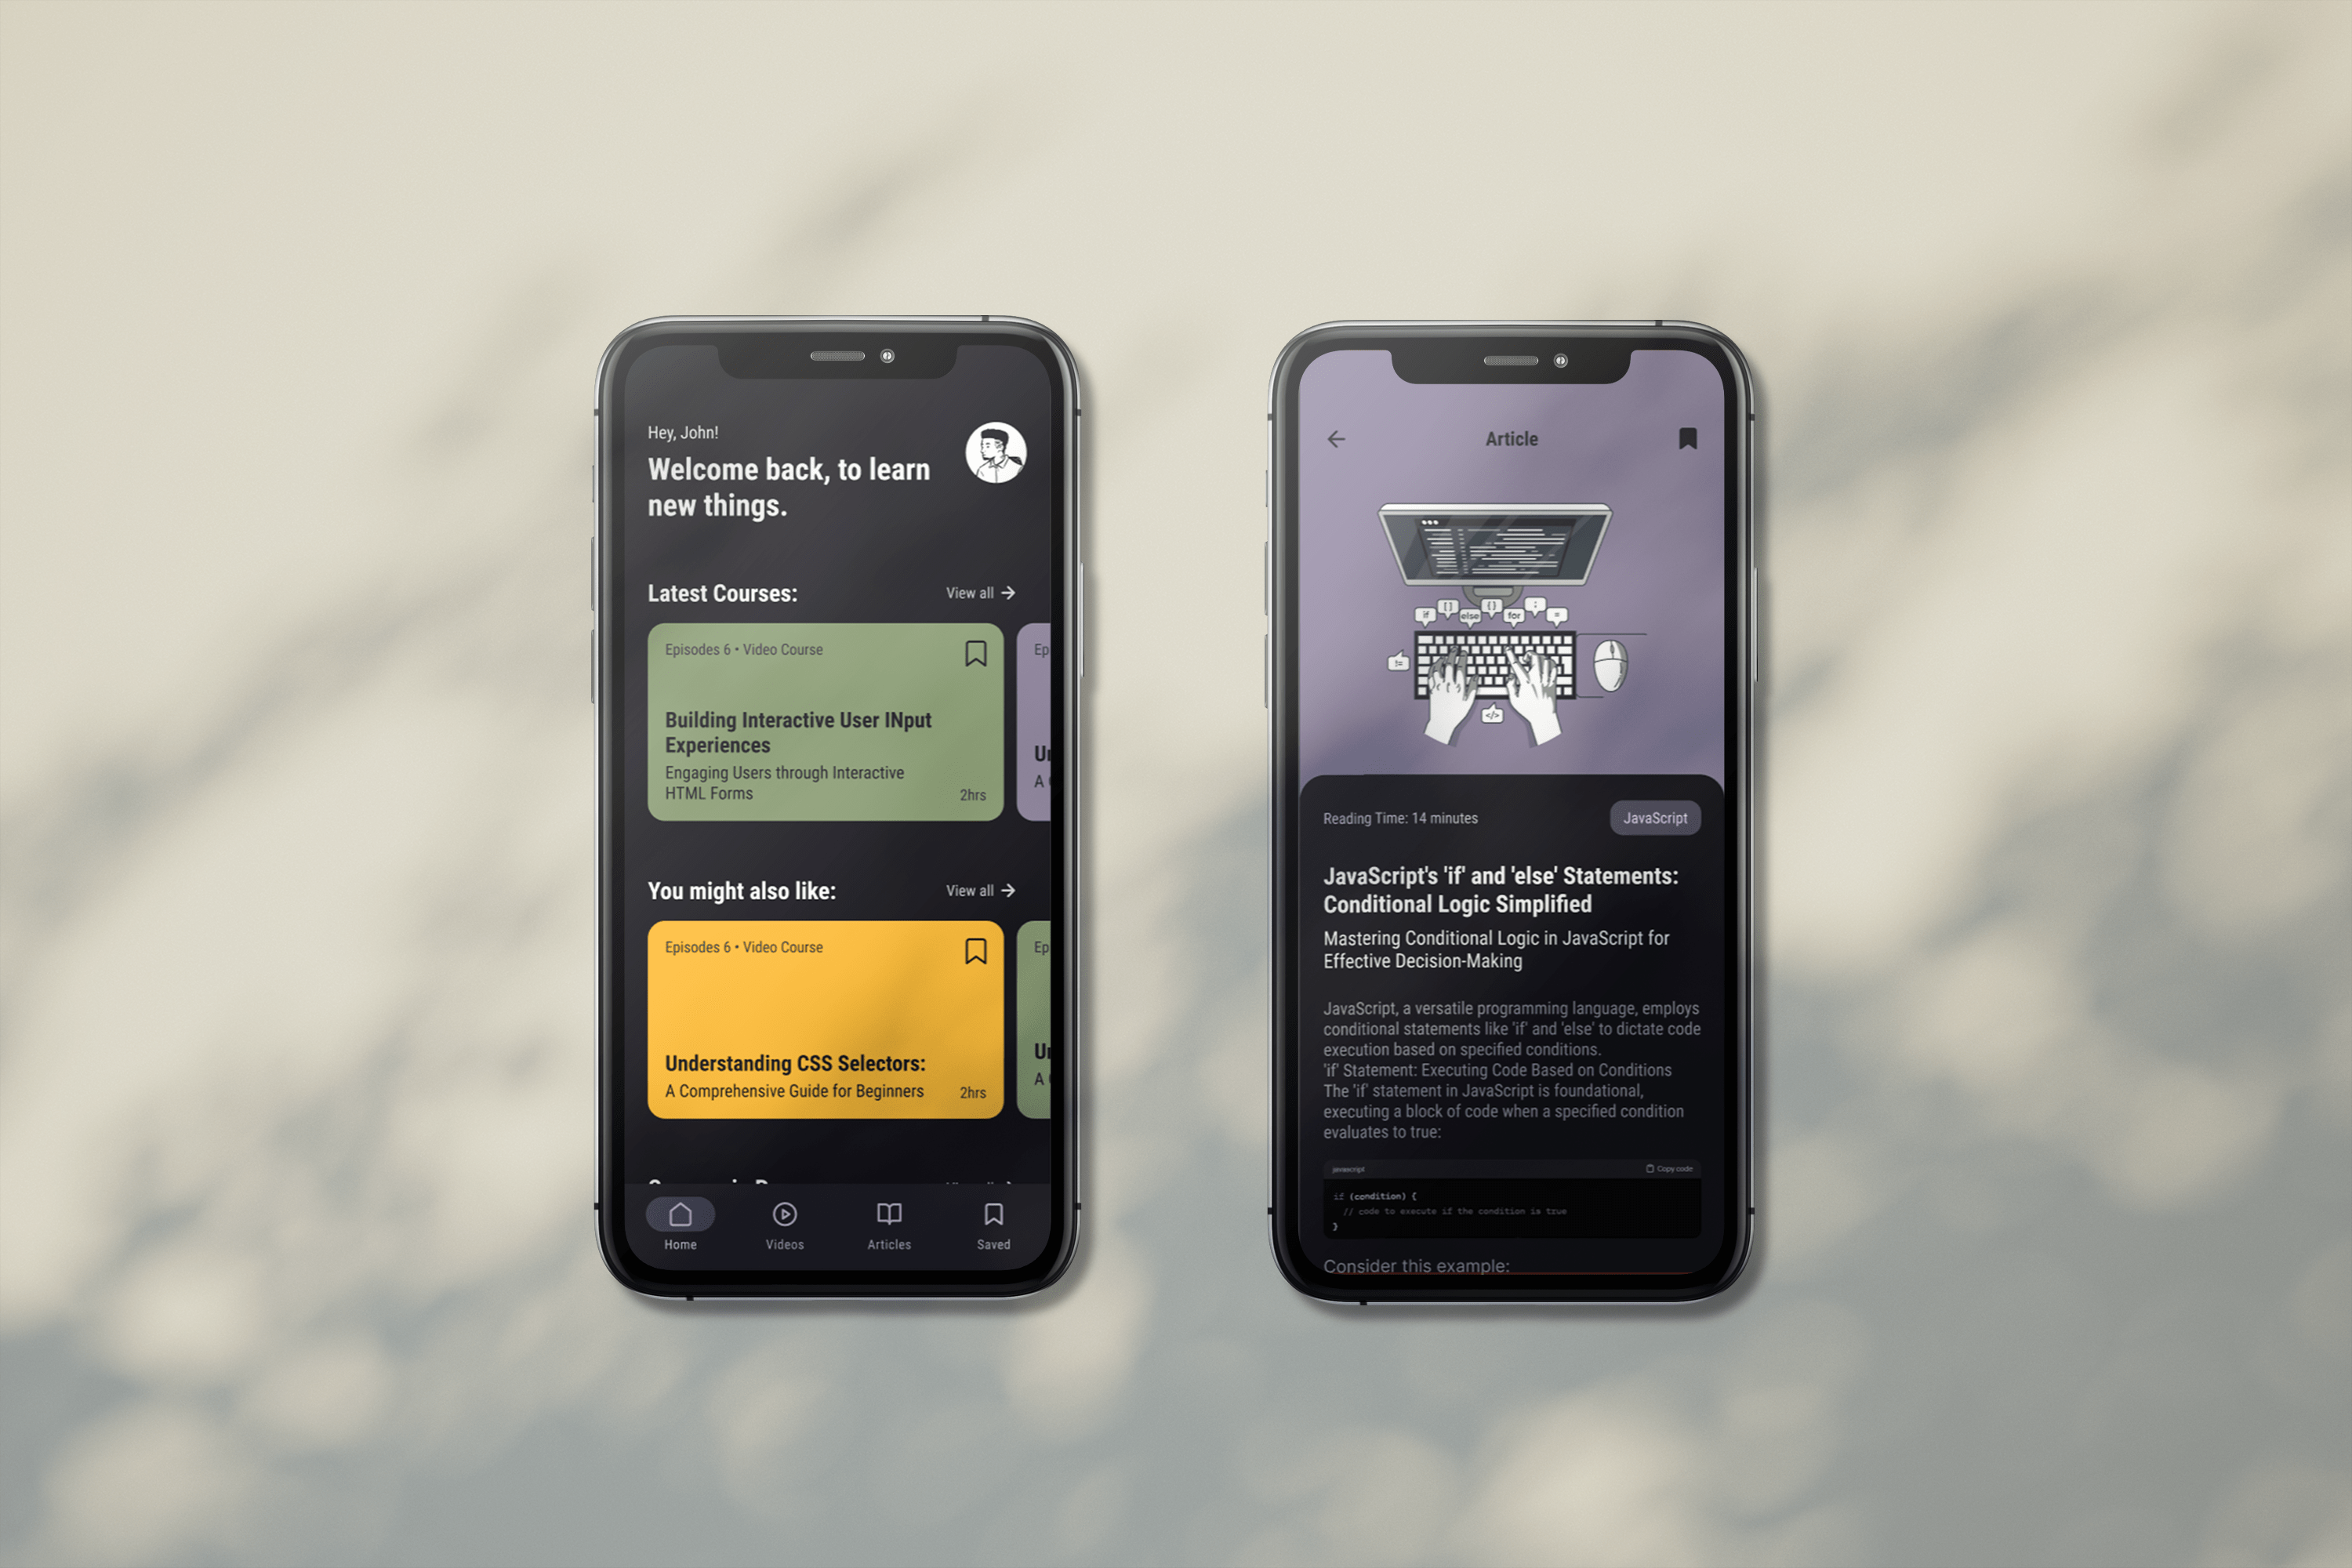 Hey, John!
Welcome back, to learn
new things.
Latest Courses:
View all
Episodes 6 • Video Course
Ep
Building Interactive User INput
Experiences
Engaging Users through Interactive
HTML Forms
2hrs
A
You might also like:
View all
Episodes 6 • Video Course
Ep
Understanding CSS Selectors:
A Comprehensive Guide for Beginners
2hrs
A
Home
Videos
Articles
Saved
Article
if
[ ]
else
{ }
for
;
=
!=
</>
Reading Time: 14 minutes
JavaScript
JavaScript's 'if' and 'else' Statements:
Conditional Logic Simplified
Mastering Conditional Logic in JavaScript for
Effective Decision-Making
JavaScript, a versatile programming language, employs
conditional statements like 'if' and 'else' to dictate code
execution based on specified conditions.
'if' Statement: Executing Code Based on Conditions
The 'if' statement in JavaScript is foundational,
executing a block of code when a specified condition
evaluates to true:
javascript
Copy code
if (condition) {
// code to execute if the condition is true
}
Consider this example: